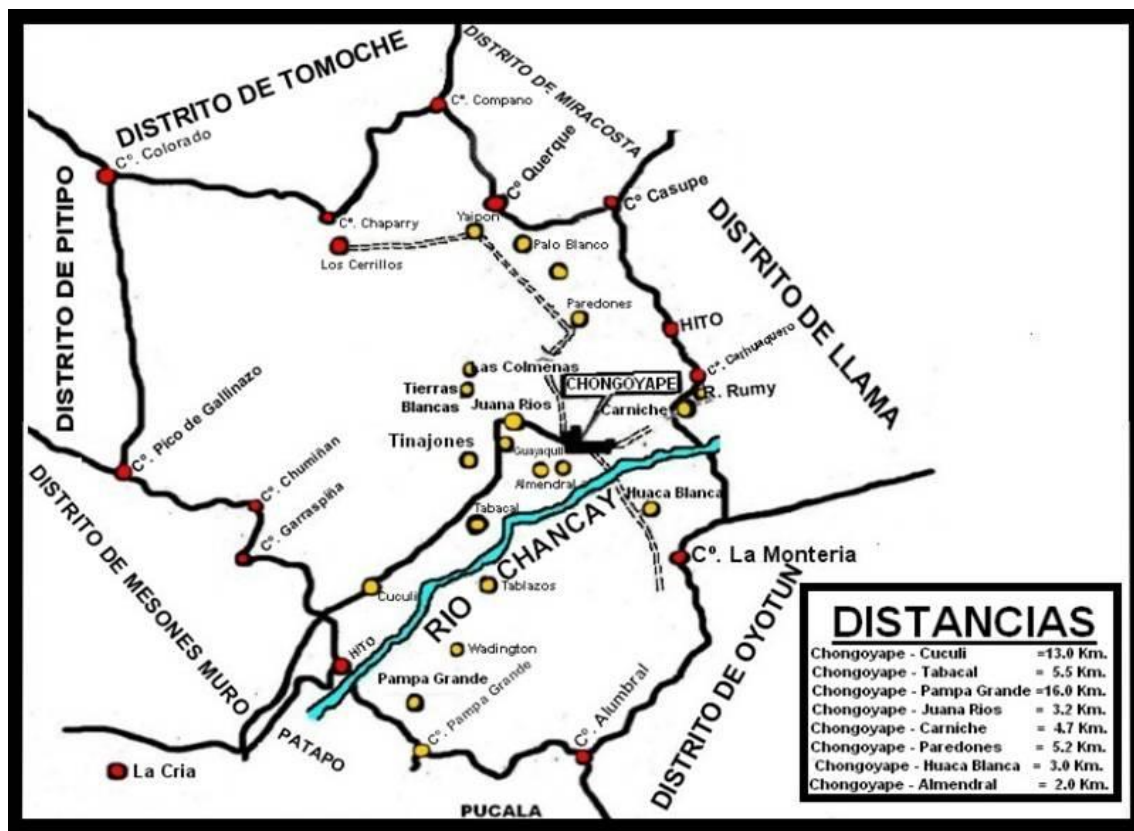 DISTRITO DE TOMOCHE
DISTRITO DE MIRACOSTA
Cº. Compano
Cº. Colorado
Cº Querque
Cº Casupe
DISTRITO DE PITIPO
Cº. Chaparry
Yaipon
Palo Blanco
Los Cerrillos
DISTRITO DE LLAMA
Paredones
HITO
Cº. Carhuaquero
Las Colmenas
CHONGOYAPE
Tierras
Blancas
Juana Rios
Carniche
R. Rumy
Cº. Pico de Gallinazo
Tinajones
Guayaquil
Almendral
Cº. Chumiñan
Huaca Blanca
Cº. Garraspiña
Tabacal
RIO CHANCAY
DISTRITO DE MESONES MURO
Cº. La Monteria
Cuculi
Tablazos
DISTRITO DE OYOTUN
HITO
Wadington
Pampa Grande
Cº. Pampa Grande
Cº. Alumbral
PATAPO
La Cria
PUCALA
DISTANCIAS
Chongoyape - Cuculi =13.0 Km.
Chongoyape - Tabacal = 5.5 Km.
Chongoyape - Pampa Grande =16.0 Km.
Chongoyape - Juana Rios = 3.2 Km.
Chongoyape - Carniche = 4.7 Km.
Chongoyape - Paredones = 5.2 Km.
Chongoyape - Huaca Blanca = 3.0 Km.
Chongoyape - Almendral = 2.0 Km.